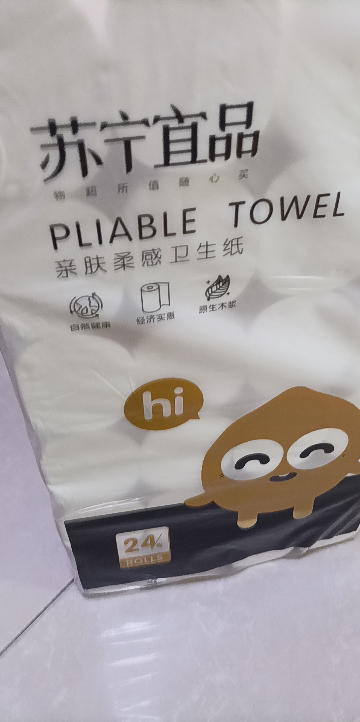 苏宁宜品
物超所值随心买
PLIABLE TOWEL
亲肤柔感卫生纸
自然健康 经济实惠 原生木浆
hi
24
ROLLS